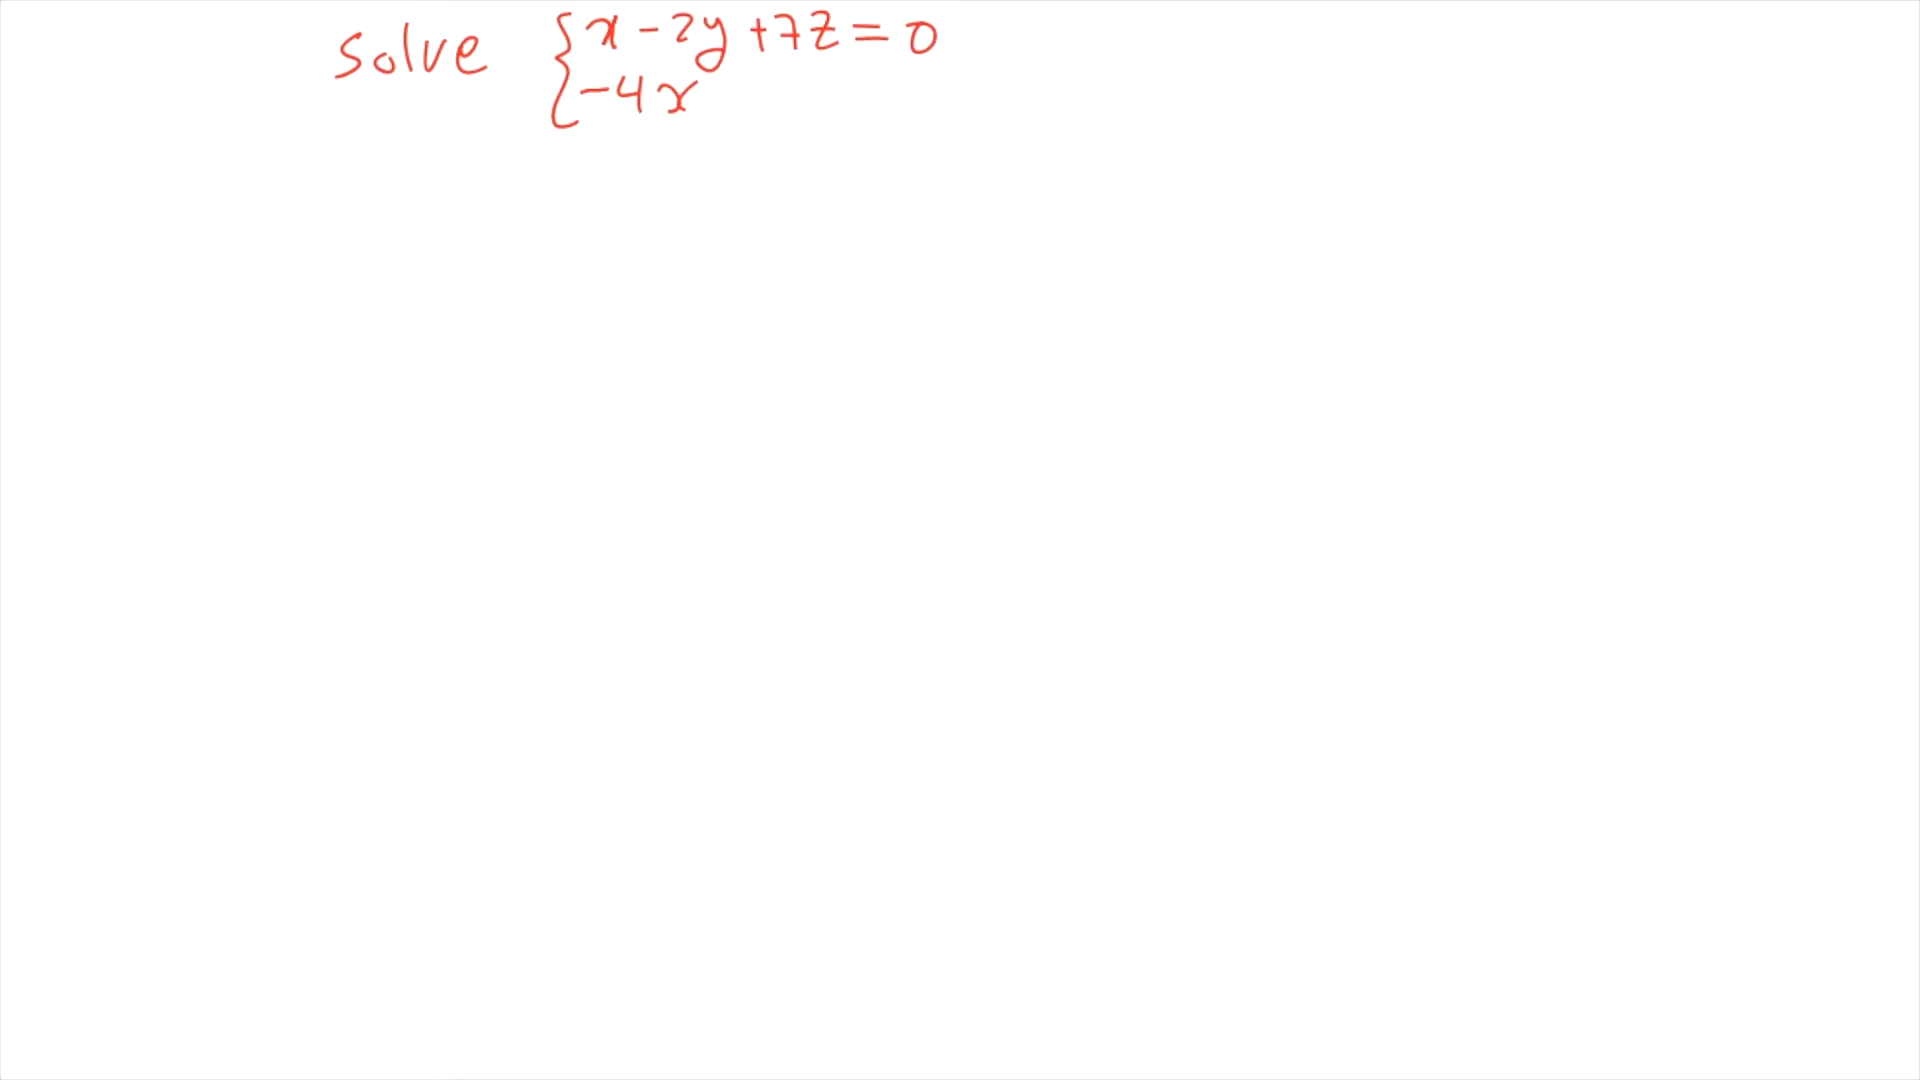 solve { x - 2y + 7z = 0
-4x